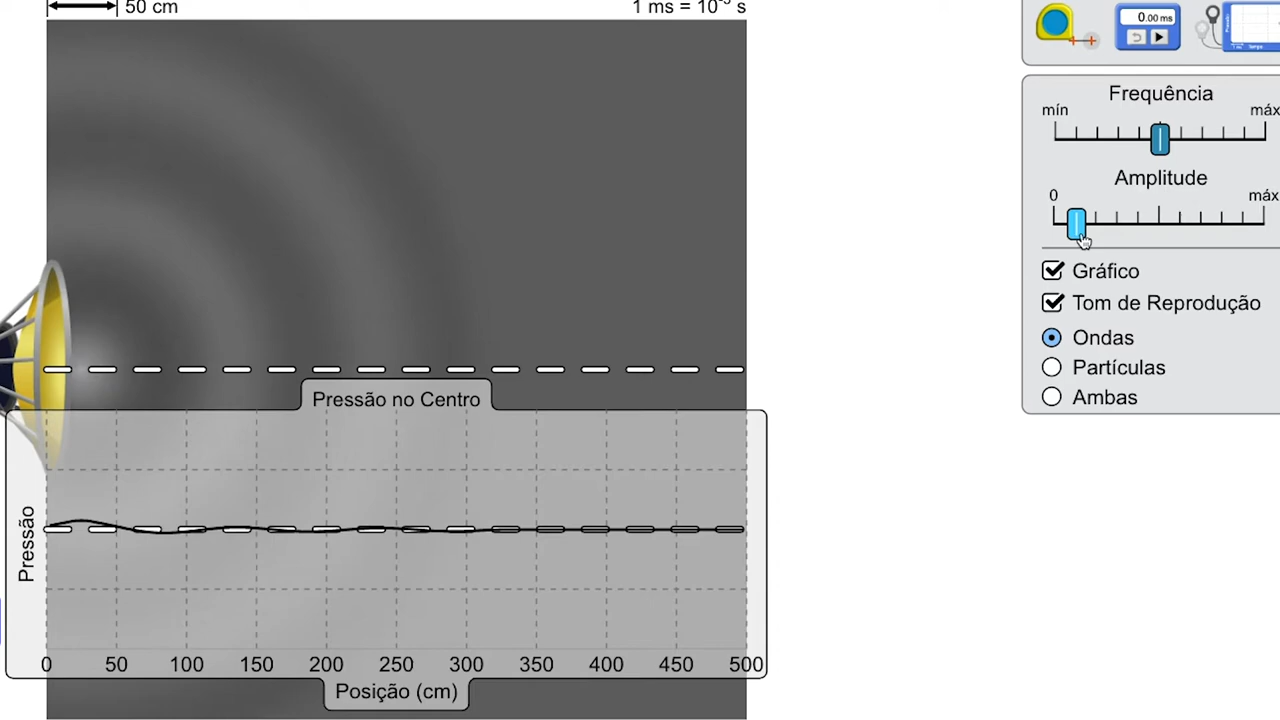 50 cm
1 ms = 10⁻³ s
0.00 ms
Frequência
mín máx
Amplitude
0 máx
Gráfico
Tom de Reprodução
Ondas
Partículas
Ambas
Pressão no Centro
Pressão
0 50 100 150 200 250 300 350 400 450 500
Posição (cm)